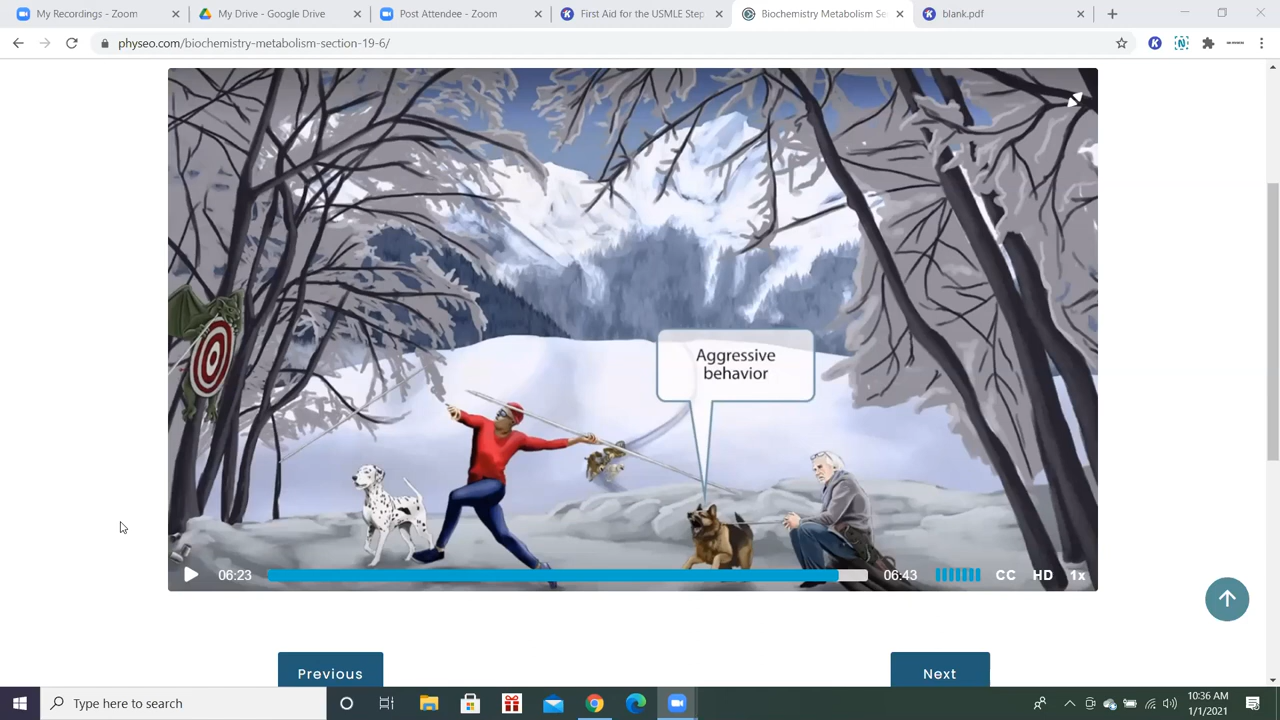 My Recordings - Zoom
My Drive - Google Drive
Post Attendee - Zoom
First Aid for the USMLE Step
Biochemistry Metabolism Se
blank.pdf
physeo.com/biochemistry-metabolism-section-19-6/
Aggressive
behavior
06:23
06:43
CC
HD
1x
Previous
Next
Type here to search
10:36 AM
1/1/2021